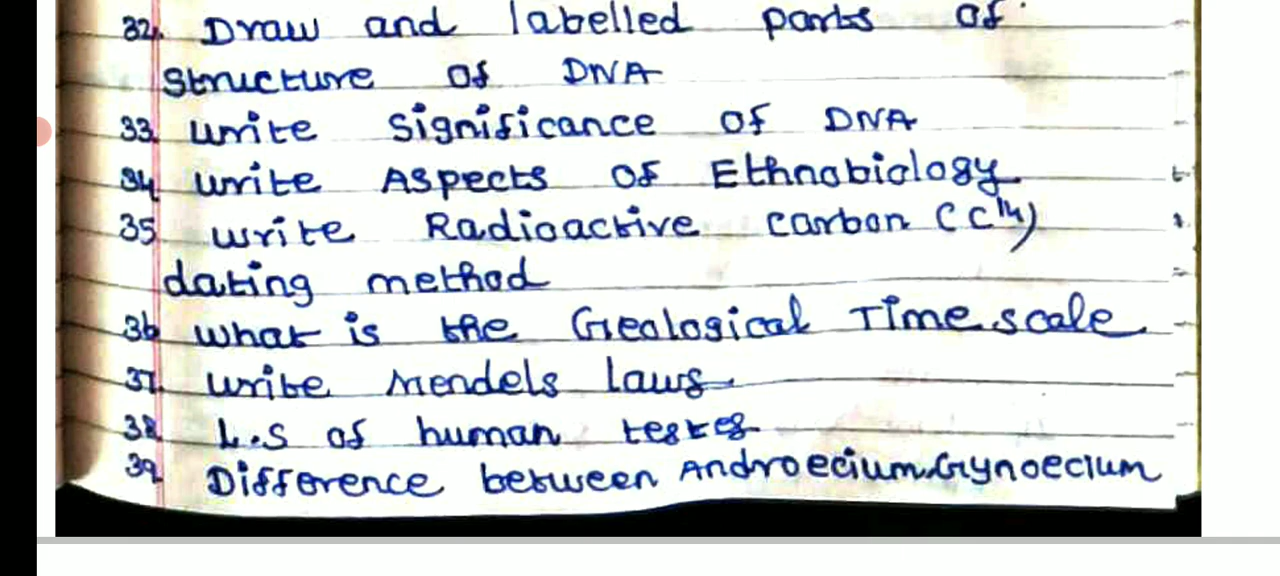 32. Draw and labelled parts of
Structure of DNA
33. write significance of DNA
34 write Aspects of Ethnobiology
35 write Radioactive carbon (C14)
dating method
36 what is the Geological Time scale
37. write Mendels laws
38 L.S of human testes
39 Difference between Androecium Gynoecium